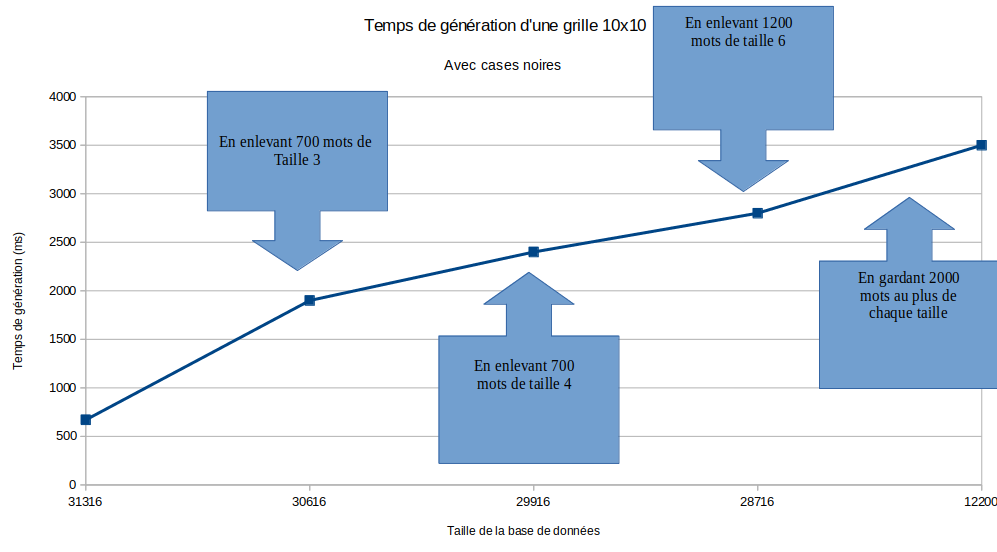 Temps de génération d'une grille 10x10
Avec cases noires
En enlevant 1200
mots de taille 6
En enlevant 700 mots de
Taille 3
En enlevant 700
mots de taille 4
En gardant 2000
mots au plus de
chaque taille
Temps de génération (ms)
4000
3500
3000
2500
2000
1500
1000
500
0
31316
30616
29916
28716
12200
Taille de la base de données